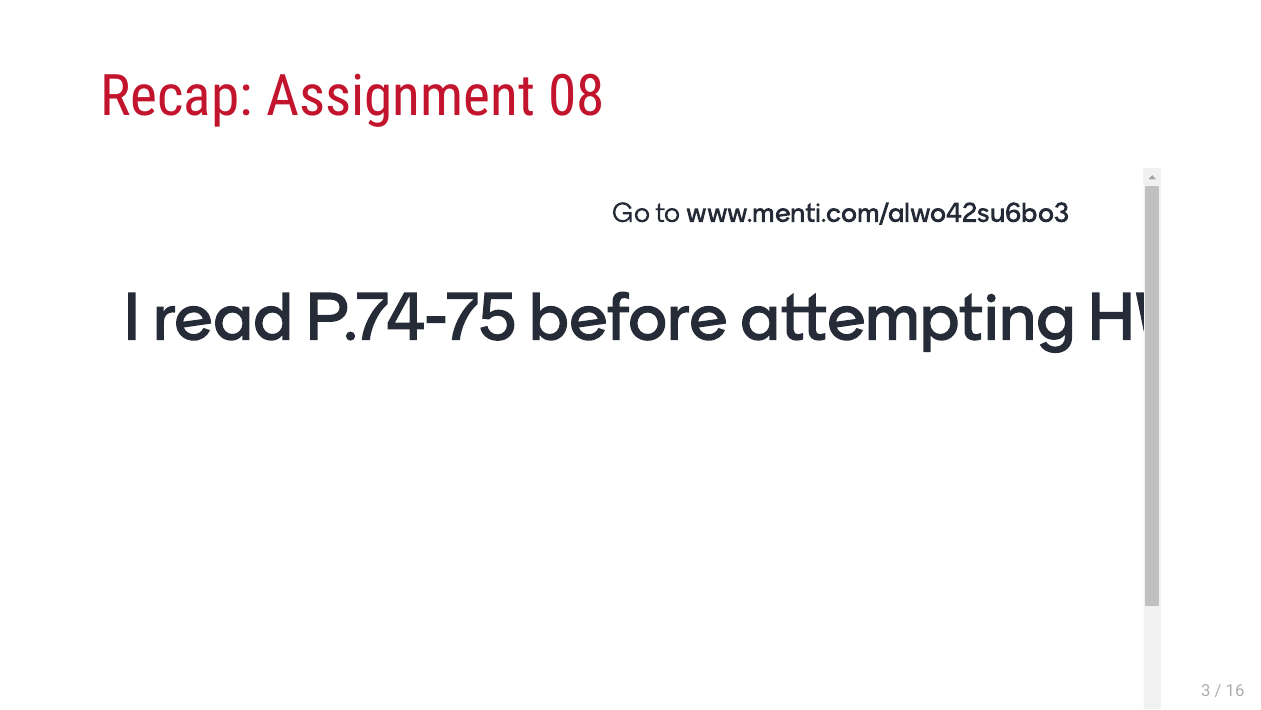 Recap: Assignment 08
Go to www.menti.com/alwo42su6bo3
I read P.74-75 before attempting
3 / 16